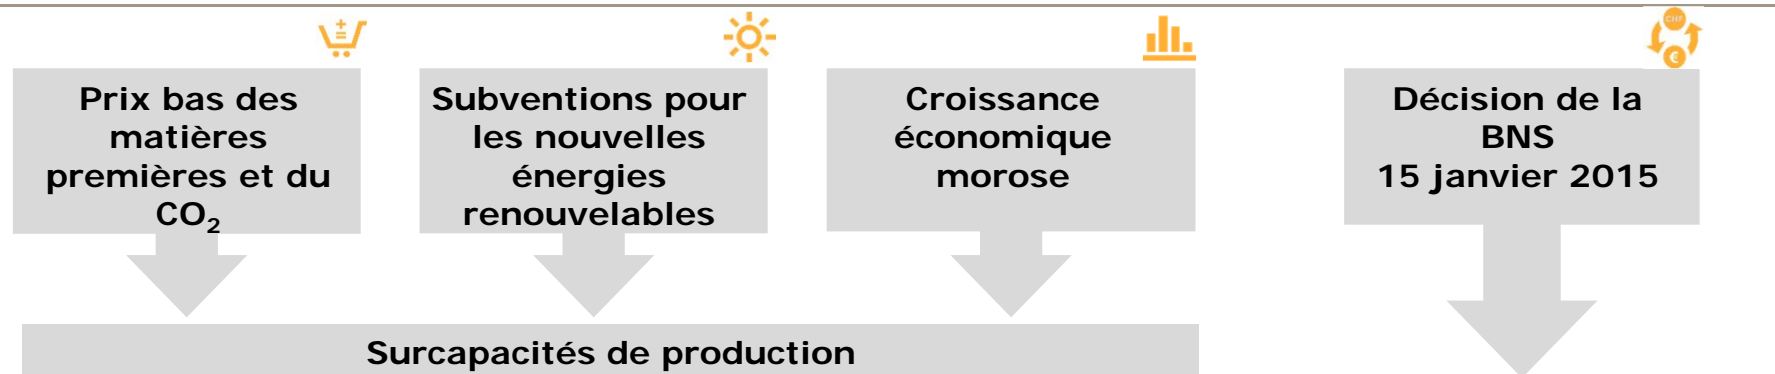 CHF
€
Prix bas des
matières
premières et du
CO₂
Subventions pour
les nouvelles
énergies
renouvelables
Croissance
économique
morose
Décision de la
BNS
15 janvier 2015
Surcapacités de production